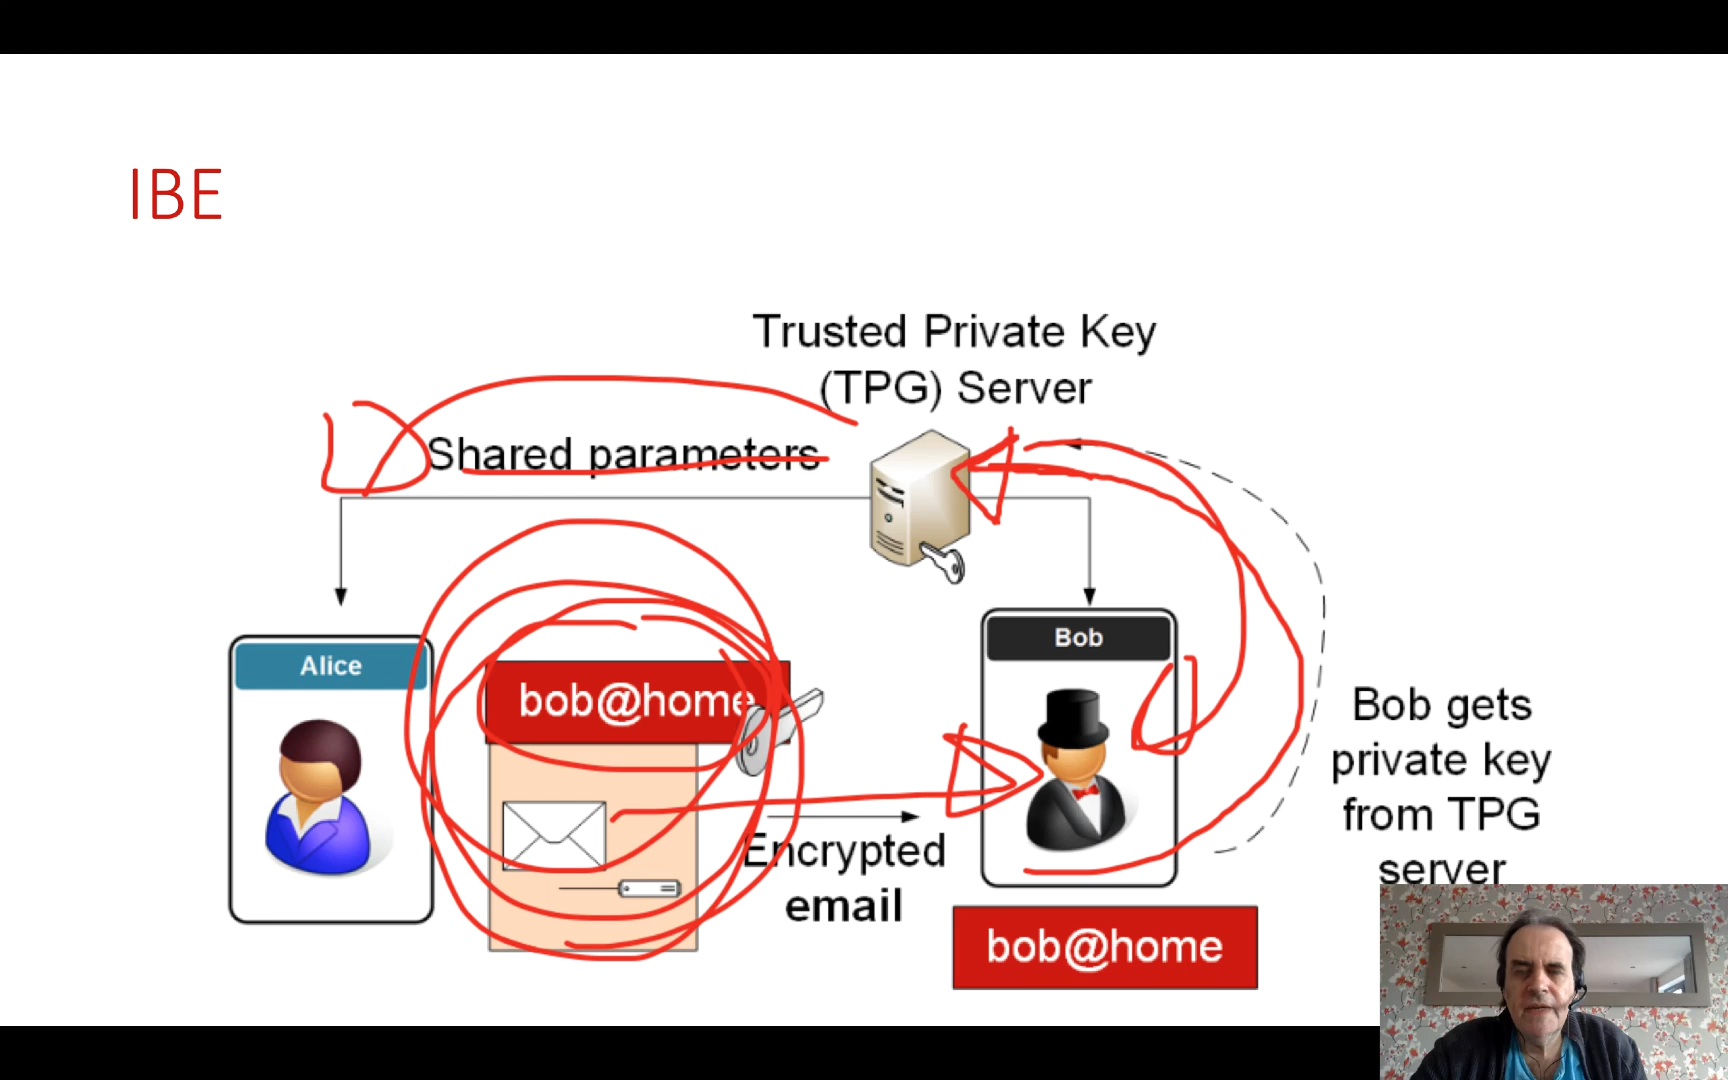 IBE
Trusted Private Key
(TPG) Server
Shared parameters
Alice
bob@home
Encrypted
email
Bob
bob@home
Bob gets
private key
from TPG
server